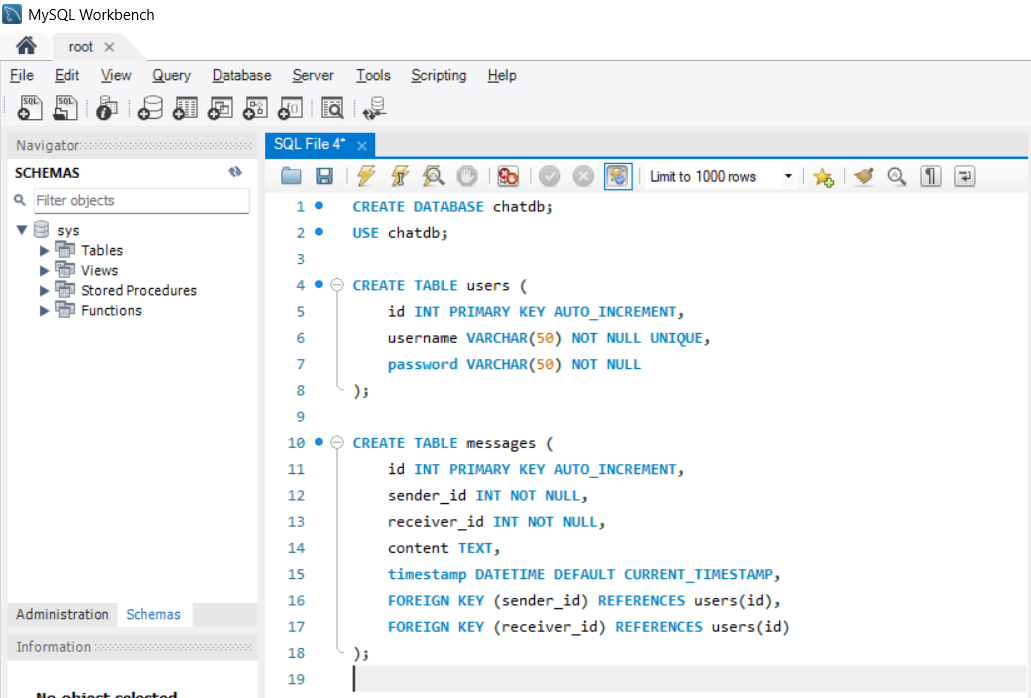 MySQL Workbench
root
File Edit View Query Database Server Tools Scripting Help
Navigator
SCHEMAS
Filter objects
sys
Tables
Views
Stored Procedures
Functions
Administration Schemas
Information
No object selected
SQL File 4*
Limit to 1000 rows
1 CREATE DATABASE chatdb;
2 USE chatdb;
3
4 CREATE TABLE users (
5 id INT PRIMARY KEY AUTO_INCREMENT,
6 username VARCHAR(50) NOT NULL UNIQUE,
7 password VARCHAR(50) NOT NULL
8 );
9
10 CREATE TABLE messages (
11 id INT PRIMARY KEY AUTO_INCREMENT,
12 sender_id INT NOT NULL,
13 receiver_id INT NOT NULL,
14 content TEXT,
15 timestamp DATETIME DEFAULT CURRENT_TIMESTAMP,
16 FOREIGN KEY (sender_id) REFERENCES users(id),
17 FOREIGN KEY (receiver_id) REFERENCES users(id)
18 );
19